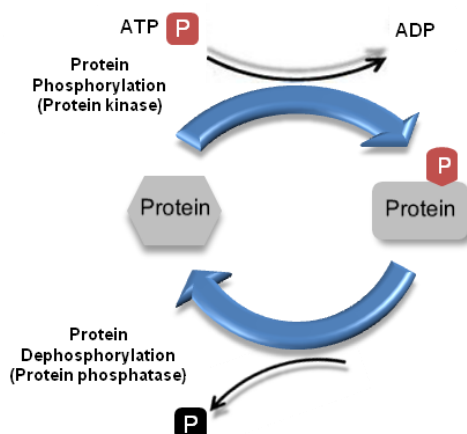 ATP P
ADP
Protein
Phosphorylation
(Protein kinase)
P
Protein
Protein
Protein
Dephosphorylation
(Protein phosphatase)
P